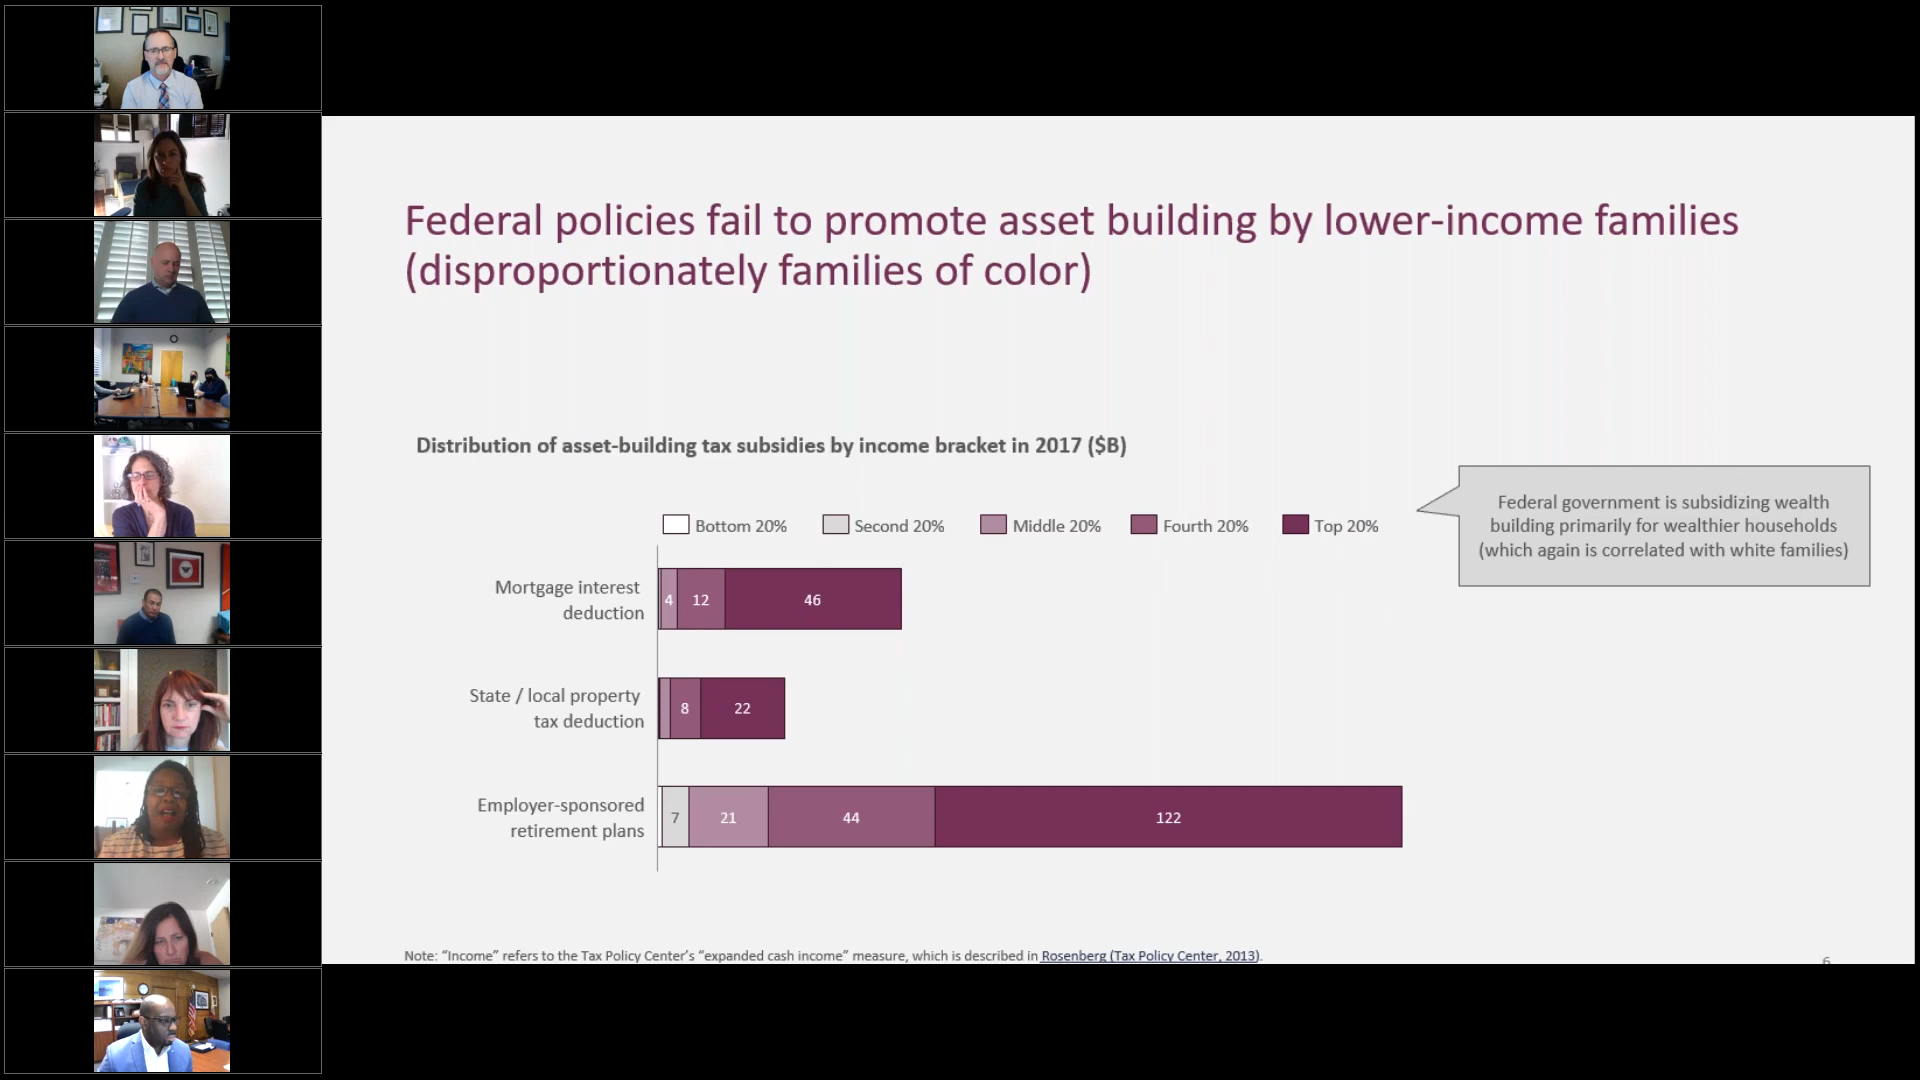 Federal policies fail to promote asset building by lower-income families
(disproportionately families of color)
Distribution of asset-building tax subsidies by income bracket in 2017 ($B)
Bottom 20% Second 20% Middle 20% Fourth 20% Top 20%
Federal government is subsidizing wealth
building primarily for wealthier households
(which again is correlated with white families)
Mortgage interest
deduction
4 12 46
State / local property
tax deduction
8 22
Employer-sponsored
retirement plans
7 21 44 122
Note: “Income” refers to the Tax Policy Center’s “expanded cash income” measure, which is described in Rosenberg (Tax Policy Center, 2013).
6